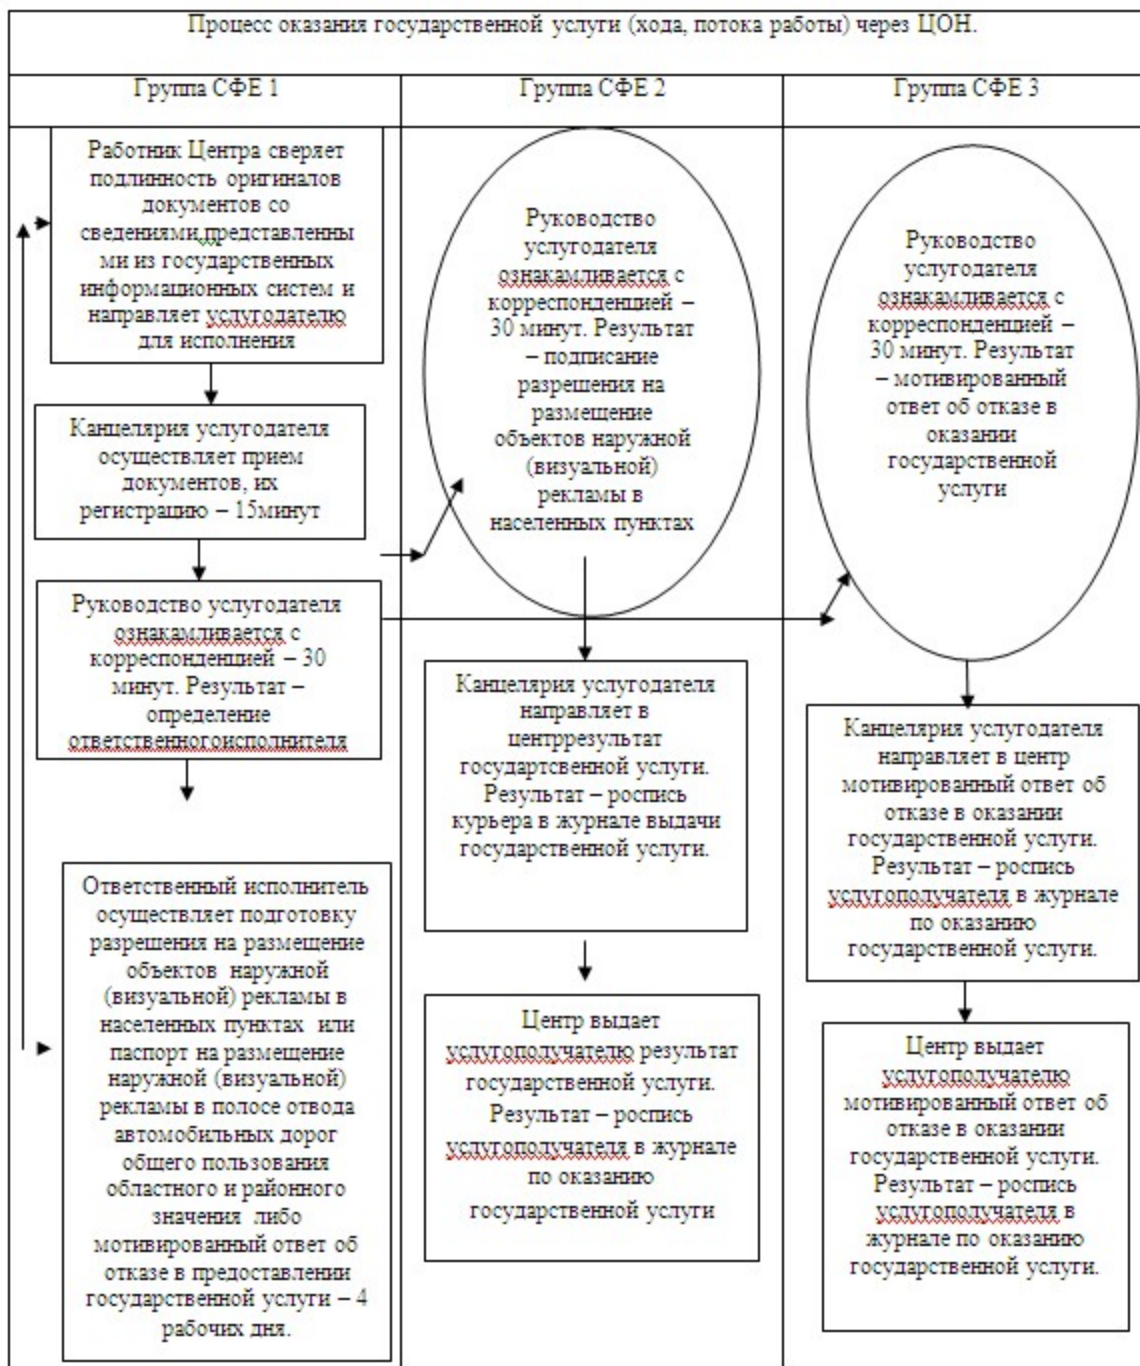 Процесс оказания государственной услуги (хода, потока работы) через ЦОН.
Группа СФЕ 1
Группа СФЕ 2
Группа СФЕ 3
Работник Центра сверяет
подлинность оригиналов
документов со
сведениями,представленны
ми из государственных
информационных систем и
направляет услугодателю
для исполнения
Канцелярия услугодателя
осуществляет прием
документов, их
регистрацию – 15минут
Руководство услугодателя
ознакамливается с
корреспонденцией – 30
минут. Результат –
определение
ответственногоисполнителя
Ответственный исполнитель
осуществляет подготовку
разрешения на размещение
объектов наружной
(визуальной) рекламы в
населенных пунктах или
паспорт на размещение
наружной (визуальной)
рекламы в полосе отвода
автомобильных дорог
общего пользования
областного и районного
значения либо
мотивированный ответ об
отказе в предоставлении
государственной услуги – 4
рабочих дня.
Руководство
услугодателя
ознакамливается с
корреспонденцией –
30 минут. Результат
– подписание
разрешения на
размещение
объектов наружной
(визуальной)
рекламы в
населенных пунктах
Канцелярия услугодателя
направляет в
центррезультат
государтсвенной услуги.
Результат – роспись
курьера в журнале выдачи
государственной услуги.
Центр выдает
услугополучателю результат
государственной услуги.
Результат – роспись
услугополучателя в журнале
по оказанию
государственной услуги
Руководство
услугодателя
ознакамливается с
корреспонденцией –
30 минут. Результат
– мотивированный
ответ об отказе в
оказании
государственной
услуги
Канцелярия услугодателя
направляет в центр
мотивированный ответ об
отказе в оказании
государственной услуги.
Результат – роспись
услугополучателя в журнале
по оказанию
государственной услуги.
Центр выдает
услугополучателю
мотивированный ответ об
отказе в оказании
государственной услуги.
Результат – роспись
услугополучателя в
журнале по оказанию
государственной услуги.